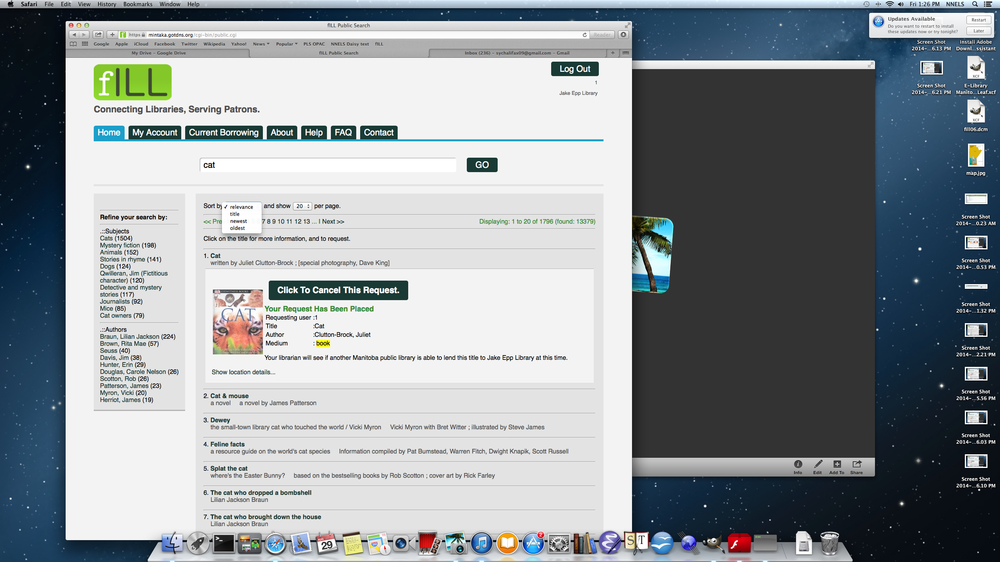 Safari File Edit View History Bookmarks Window Help
Fri 1:26 PM NNELS
Updates Available
Do you want to restart to install
these updates now or try tonight?
Restart
Later
fILL Public Search
https mintaka.gotdns.org/cgi-bin/public.cgi
Reader
Google Apple iCloud Facebook Twitter Wikipedia Yahoo! News Popular PLS OPAC NNELS Daisy text fILL
My Drive – Google Drive
fILL Public Search
Inbox (236) – sychalifax09@gmail.com – Gmail
fILL
Connecting Libraries, Serving Patrons.
Log Out
1
Jake Epp Library
Home My Account Current Borrowing About Help FAQ Contact
cat
GO
Refine your search by:
.::Subjects
Cats (1504)
Mystery fiction (198)
Animals (152)
Stories in rhyme (141)
Dogs (124)
Qwilleran, Jim (Fictitious
character) (120)
Detective and mystery
stories (117)
Journalists (92)
Mice (85)
Cat owners (79)
.::Authors
Braun, Lilian Jackson (224)
Brown, Rita Mae (57)
Seuss (40)
Davis, Jim (38)
Hunter, Erin (29)
Douglas, Carole Nelson (26)
Scotton, Rob (26)
Patterson, James (23)
Myron, Vicki (20)
Herriot, James (19)
Sort by ✓ relevance and show 20 per page.
title
newest
oldest
<< Pre 7 8 9 10 11 12 13 ... I Next >>
Displaying: 1 to 20 of 1796 (found: 13379)
Click on the title for more information, and to request.
1. Cat
written by Juliet Clutton-Brock ; [special photography, Dave King]
EYEWITNESS BOOKS
CAT
Click To Cancel This Request.
Your Request Has Been Placed
Requesting user :1
Title :Cat
Author :Clutton-Brock, Juliet
Medium : book
Your librarian will see if another Manitoba public library is able to lend this title to Jake Epp Library at this time.
Show location details...
2. Cat & mouse
a novel a novel by James Patterson
3. Dewey
the small-town library cat who touched the world / Vicki Myron Vicki Myron with Bret Witter ; illustrated by Steve James
4. Feline facts
a resource guide on the world's cat species Information compiled by Pat Bumstead, Warren Fitch, Dwight Knapik, Scott Russell
5. Splat the cat
where's the Easter Bunny? based on the bestselling books by Rob Scotton ; cover art by Rick Farley
6. The cat who dropped a bombshell
Lilian Jackson Braun
7. The cat who brought down the house
Lilian Jackson Braun
Info Edit Add To Share
Screen Shot
2014-...6.13 PM
Install Adobe
Downl...ssistant
Screen Shot
2014-...6.21 PM
XCF
E-Library
Manito...Leaf.xcf
XCF
fill06.dcm
map.jpg
Screen Shot
2014-...0.23 AM
Screen Shot
2014-...0.53 PM
Screen Shot
2014-...1.32 PM
Screen Shot
2014-...2.21 PM
Screen Shot
2014-...5.56 PM
Screen Shot
2014-...6.03 PM
Screen Shot
2014-...6.10 PM
AUG
29
280
2
S T
exec